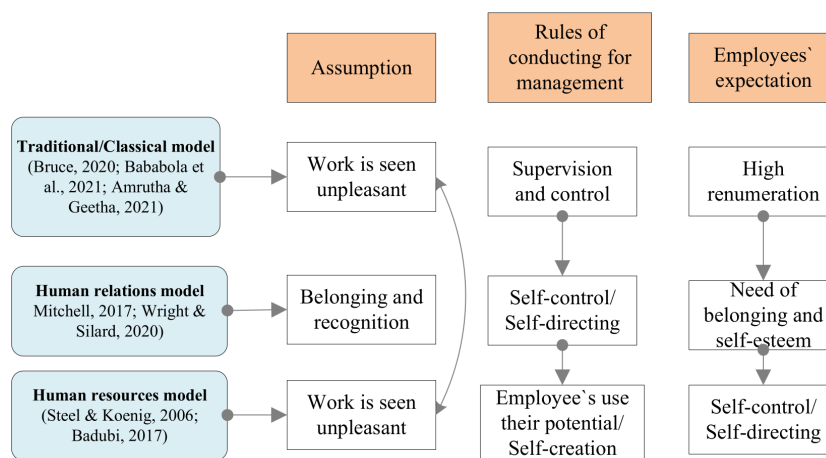 Assumption
Rules of
conducting for
management
Employees`
expectation
Traditional/Classical model
(Bruce, 2020; Bababola et
al., 2021; Amrutha &
Geetha, 2021)
Work is seen
unpleasant
Supervision
and control
High
renumeration
Human relations model
Mitchell, 2017; Wright &
Silard, 2020)
Belonging and
recognition
Self-control/
Self-directing
Need of
belonging and
self-esteem
Human resources model
(Steel & Koenig, 2006;
Badubi, 2017)
Work is seen
unpleasant
Employee`s use
their potential/
Self-creation
Self-control/
Self-directing